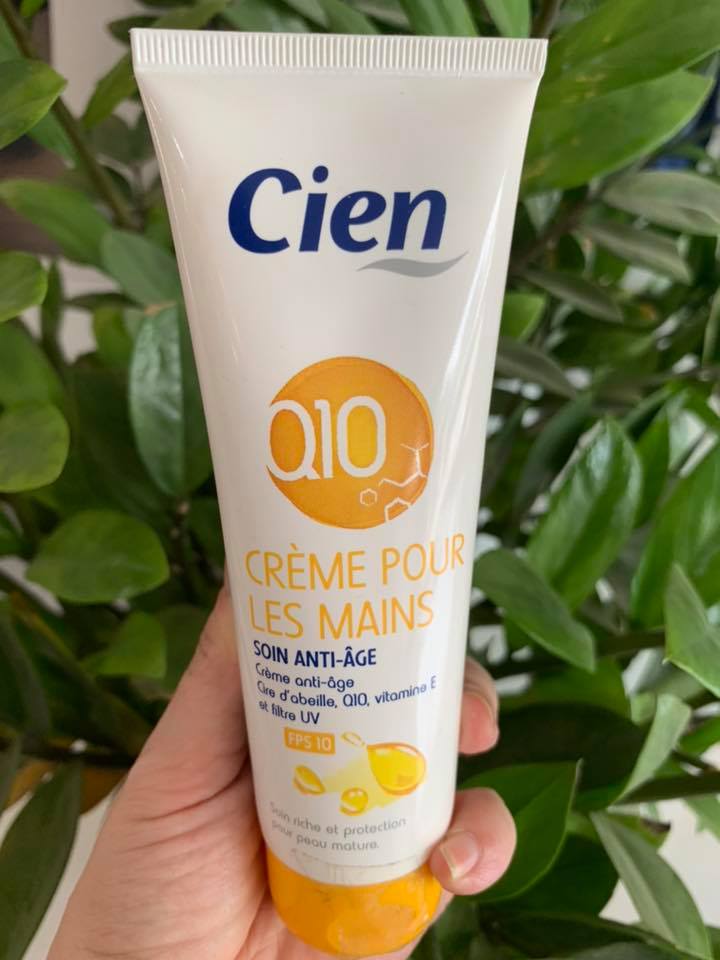 Cien
Q10
CRÈME POUR
LES MAINS
SOIN ANTI-ÂGE
Crème anti-âge
Cire d'abeille, Q10, vitamine E
et filtre UV
FPS 10
Soin riche et protection
pour peau mature.